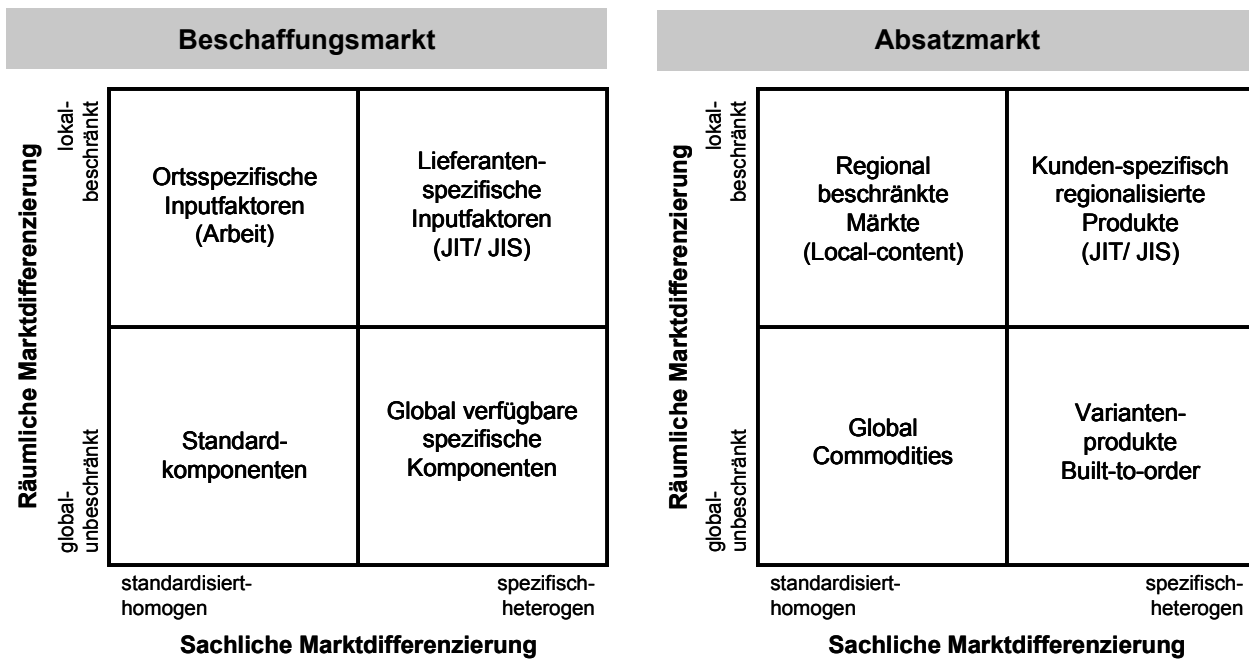 Beschaffungsmarkt
Räumliche Marktdifferenzierung
lokal-
beschränkt
global-
unbeschränkt
Ortsspezifische
Inputfaktoren
(Arbeit)
Lieferanten-
spezifische
Inputfaktoren
(JIT/ JIS)
Standard-
komponenten
Global verfügbare
spezifische
Komponenten
standardisiert-
homogen
spezifisch-
heterogen
Sachliche Marktdifferenzierung
Absatzmarkt
Räumliche Marktdifferenzierung
lokal-
beschränkt
global-
unbeschränkt
Regional
beschränkte
Märkte
(Local-content)
Kunden-spezifisch
regionalisierte
Produkte
(JIT/ JIS)
Global
Commodities
Varianten-
produkte
Built-to-order
standardisiert-
homogen
spezifisch-
heterogen
Sachliche Marktdifferenzierung